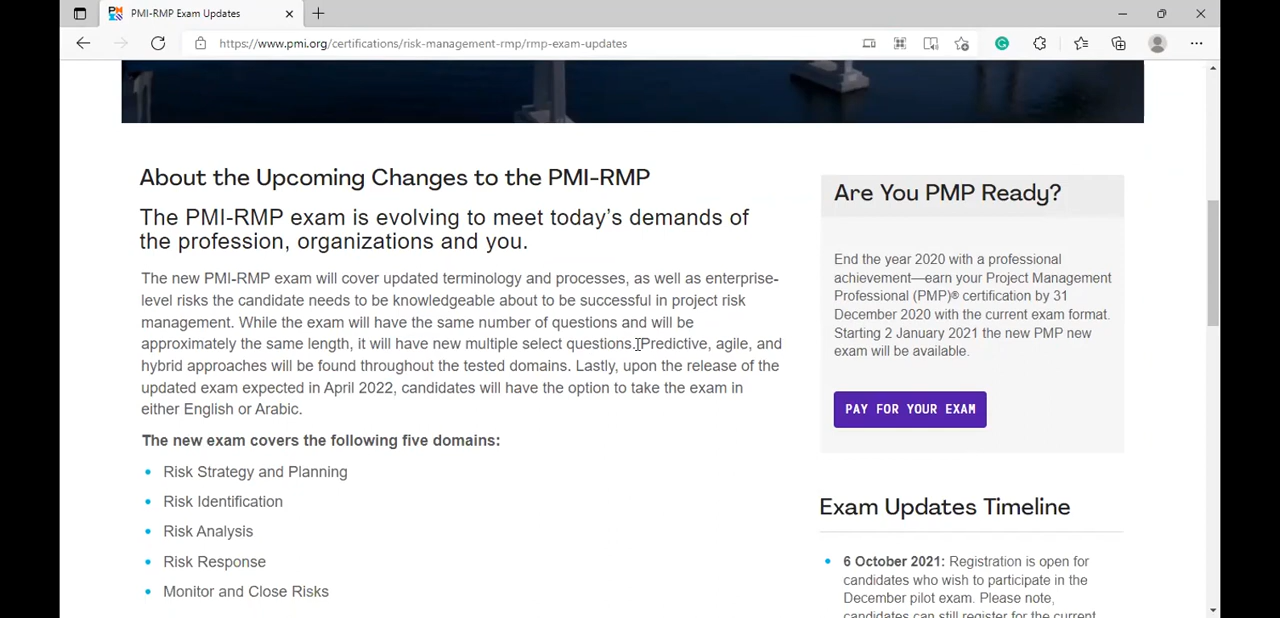 PMI-RMP Exam Updates
https://www.pmi.org/certifications/risk-management-rmp/rmp-exam-updates
About the Upcoming Changes to the PMI-RMP
The PMI-RMP exam is evolving to meet today's demands of
the profession, organizations and you.
The new PMI-RMP exam will cover updated terminology and processes, as well as enterprise-
level risks the candidate needs to be knowledgeable about to be successful in project risk
management. While the exam will have the same number of questions and will be
approximately the same length, it will have new multiple select questions. Predictive, agile, and
hybrid approaches will be found throughout the tested domains. Lastly, upon the release of the
updated exam expected in April 2022, candidates will have the option to take the exam in
either English or Arabic.
The new exam covers the following five domains:
Risk Strategy and Planning
Risk Identification
Risk Analysis
Risk Response
Monitor and Close Risks
Are You PMP Ready?
End the year 2020 with a professional
achievement—earn your Project Management
Professional (PMP)® certification by 31
December 2020 with the current exam format.
Starting 2 January 2021 the new PMP new
exam will be available.
PAY FOR YOUR EXAM
Exam Updates Timeline
6 October 2021: Registration is open for
candidates who wish to participate in the
December pilot exam. Please note,
candidates can still register for the current